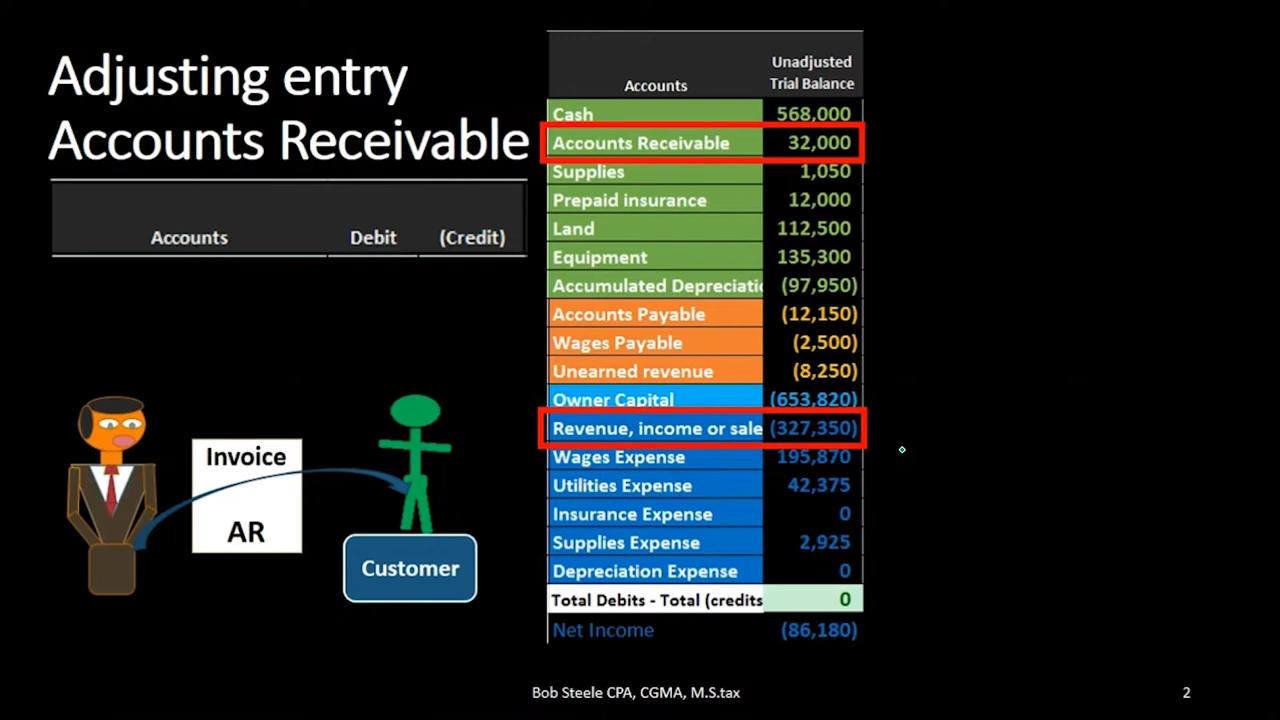 Adjusting entry
Accounts Receivable
Accounts Debit (Credit)
Invoice
AR
Customer
Unadjusted
Accounts Trial Balance
Cash 568,000
Accounts Receivable 32,000
Supplies 1,050
Prepaid insurance 12,000
Land 112,500
Equipment 135,300
Accumulated Depreciatio (97,950)
Accounts Payable (12,150)
Wages Payable (2,500)
Unearned revenue (8,250)
Owner Capital (653,820)
Revenue, income or sale (327,350)
Wages Expense 195,870
Utilities Expense 42,375
Insurance Expense 0
Supplies Expense 2,925
Depreciation Expense 0
Total Debits - Total (credits 0
Net Income (86,180)
Bob Steele CPA, CGMA, M.S.tax 2